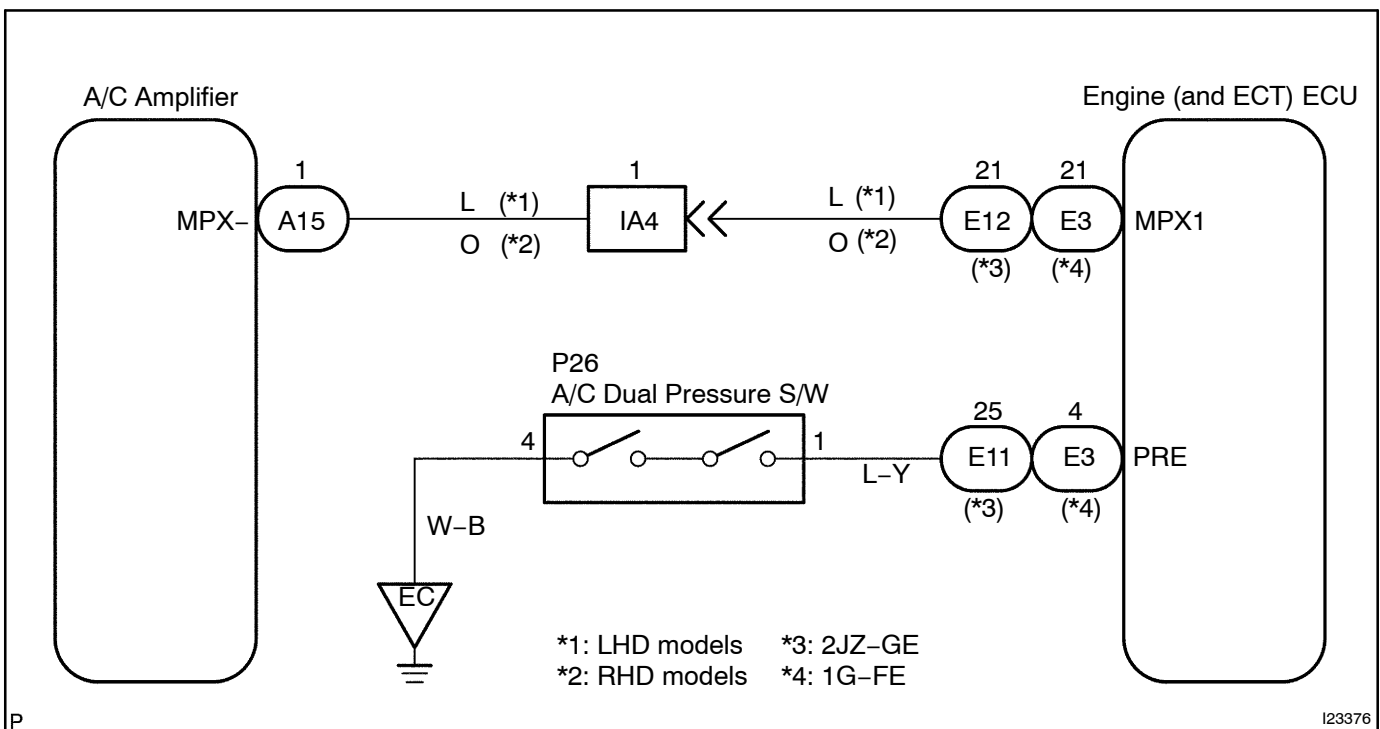 A/C Amplifier
Engine (and ECT) ECU
1
1
21
21
MPX−
A15
L (*1)
IA4
L (*1)
E12
E3
MPX1
O (*2)
O (*2)
(*3)
(*4)
P26
A/C Dual Pressure S/W
4
1
25
4
L−Y
E11
E3
PRE
(*3)
(*4)
W−B
EC
*1: LHD models
*3: 2JZ−GE
*2: RHD models
*4: 1G−FE
P
I23376